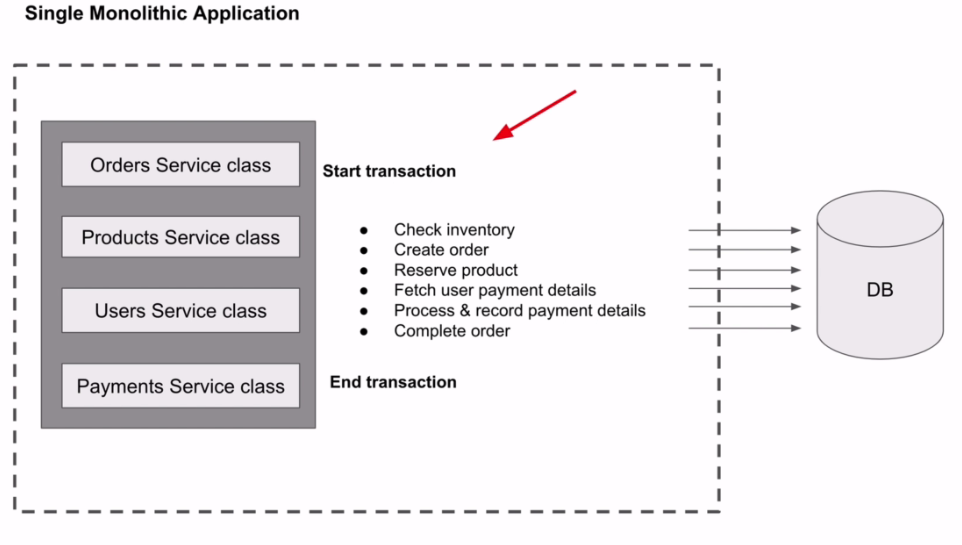 Single Monolithic Application
Orders Service class
Products Service class
Users Service class
Payments Service class
Start transaction
● Check inventory
● Create order
● Reserve product
● Fetch user payment details
● Process & record payment details
● Complete order
End transaction
DB